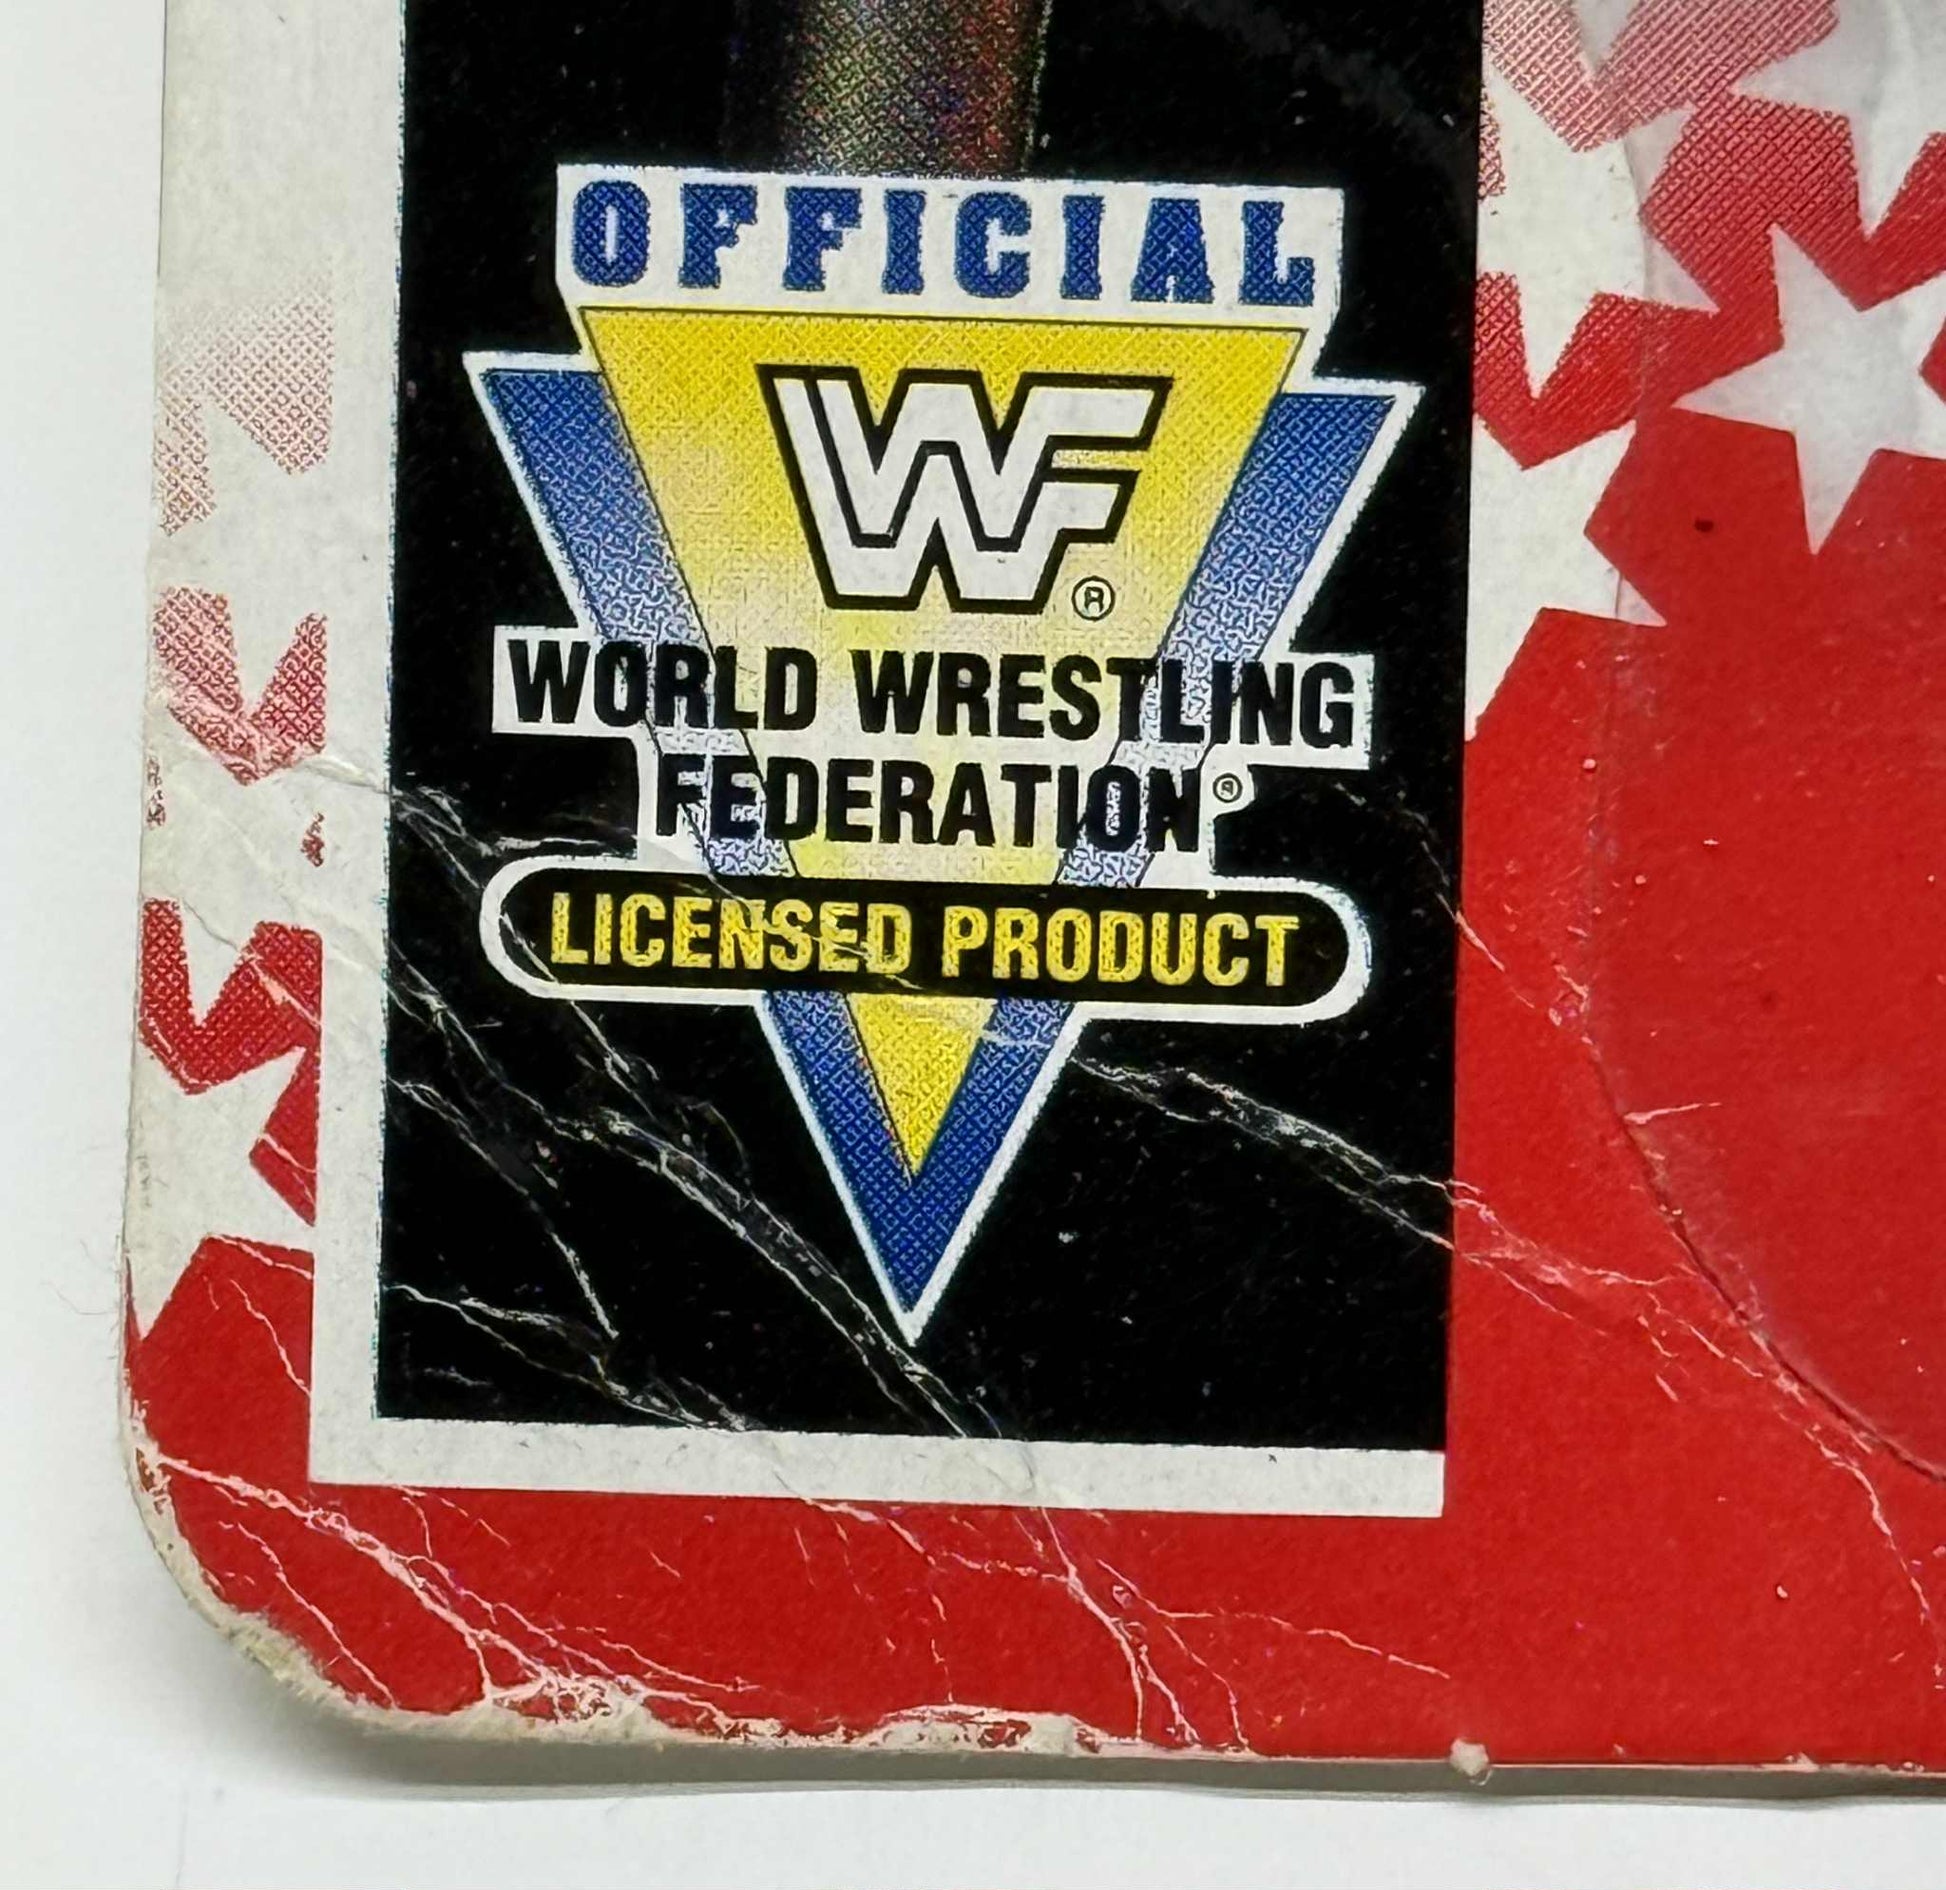 OFFICIAL
WF®
WORLD WRESTLING
FEDERATION®
LICENSED PRODUCT